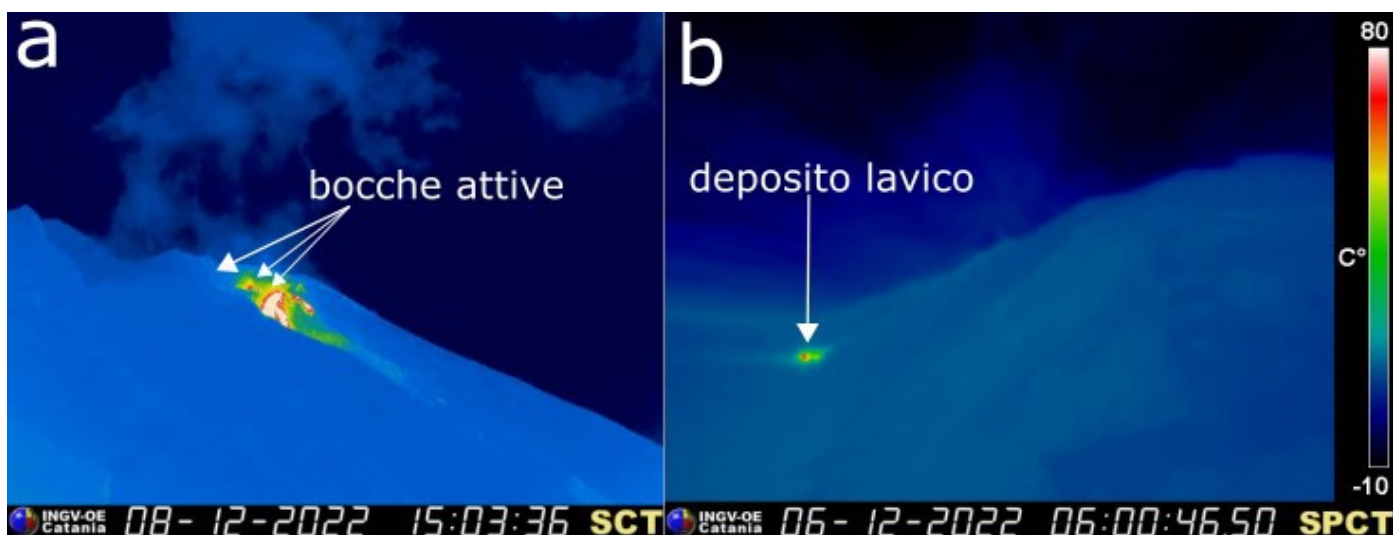 a
bocche attive
INGV-OE
Catania
08-12-2022 15:03:36 SCT
b
deposito lavico
80
C°
-10
INGV-OE
Catania
06-12-2022 06:00:46.50 SPCT